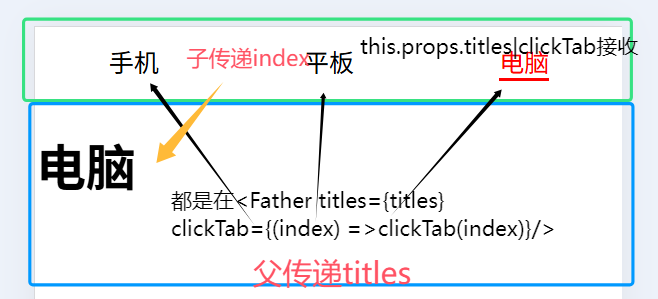 this.props.titles|clickTab接收
手机
子传递index
平板
电脑
电脑
都是在<Father titles={titles}
clickTab={(index) =>clickTab(index)}/>
父传递titles